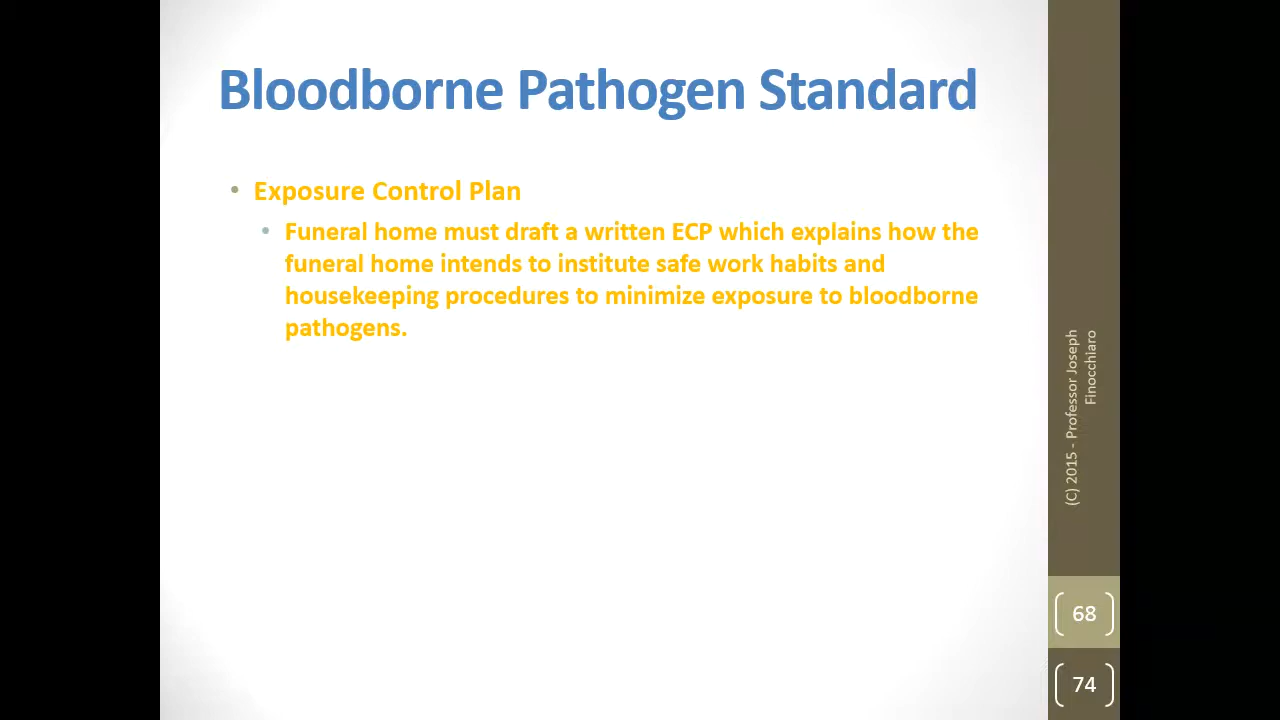 Bloodborne Pathogen Standard
• Exposure Control Plan
• Funeral home must draft a written ECP which explains how the
funeral home intends to institute safe work habits and
housekeeping procedures to minimize exposure to bloodborne
pathogens.
(C) 2015 - Professor Joseph
Finocchiaro
68
74